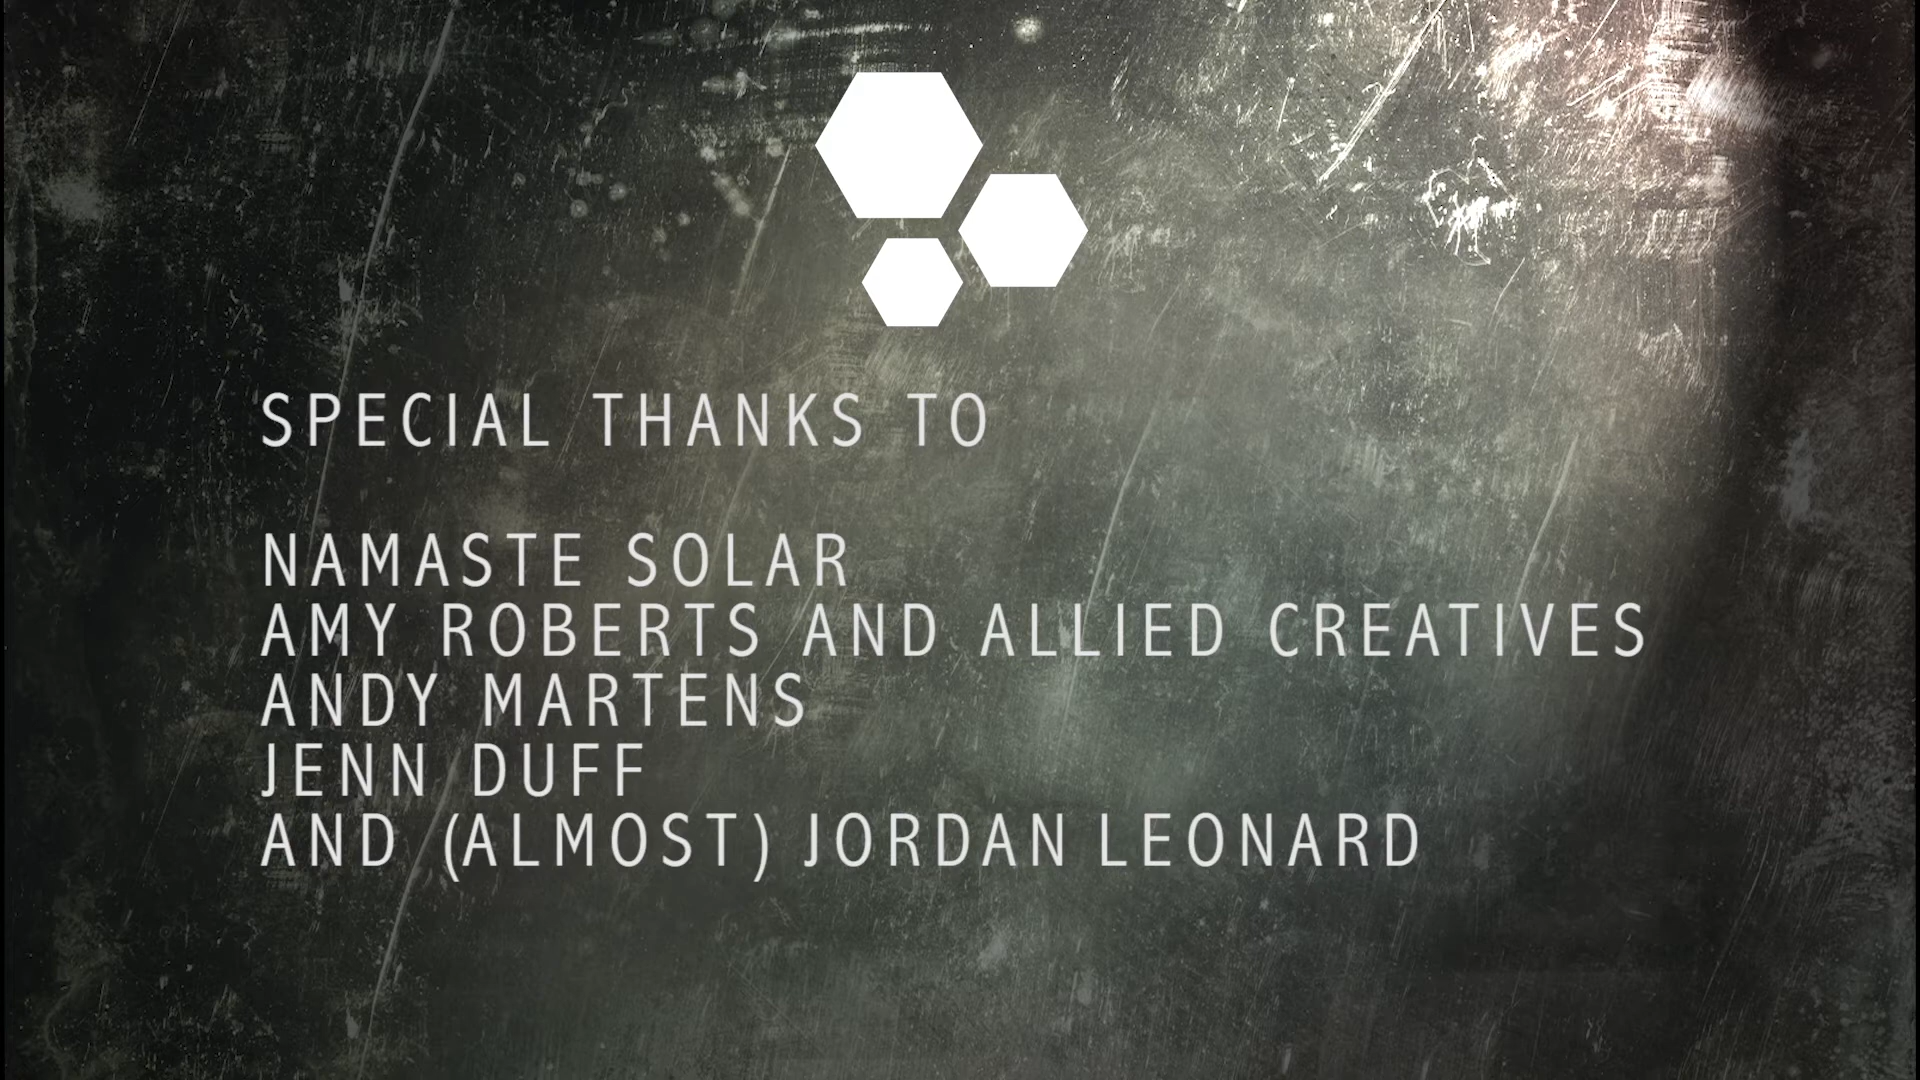 SPECIAL THANKS TO
NAMASTE SOLAR
AMY ROBERTS AND ALLIED CREATIVES
ANDY MARTENS
JENN DUFF
AND (ALMOST) JORDAN LEONARD